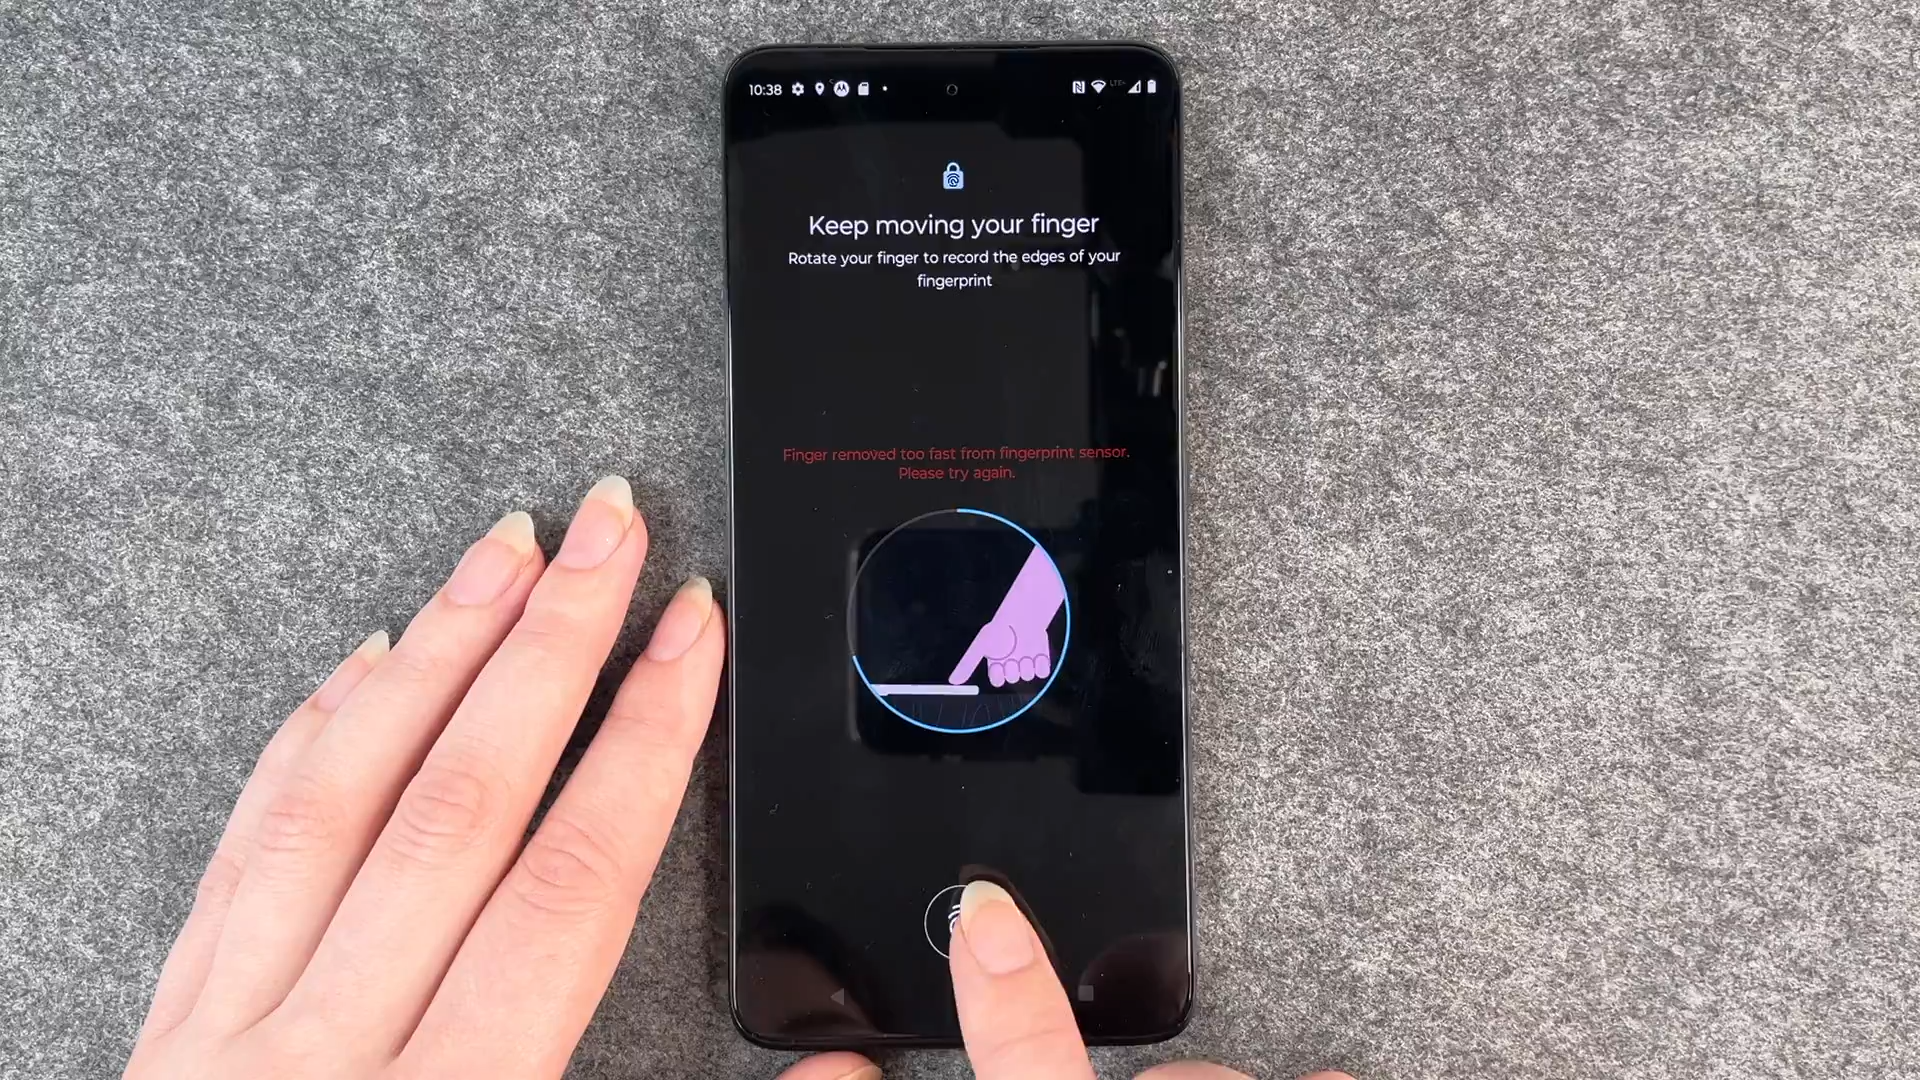 10:38
LTE+
Keep moving your finger
Rotate your finger to record the edges of your
fingerprint
Finger removed too fast from fingerprint sensor.
Please try again.